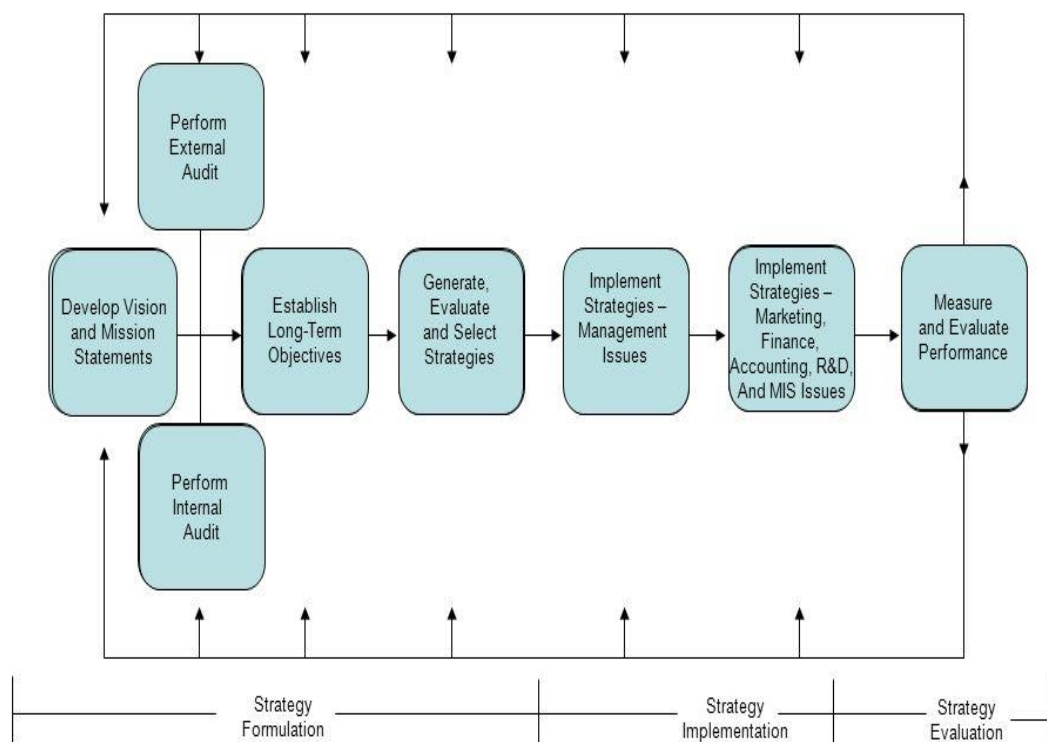 Perform
External
Audit
Develop Vision
and Mission
Statements
Establish
Long-Term
Objectives
Generate,
Evaluate
and Select
Strategies
Implement
Strategies –
Management
Issues
Implement
Strategies –
Marketing,
Finance,
Accounting, R&D,
And MIS Issues
Measure
and Evaluate
Performance
Perform
Internal
Audit
Strategy
Formulation
Strategy
Implementation
Strategy
Evaluation